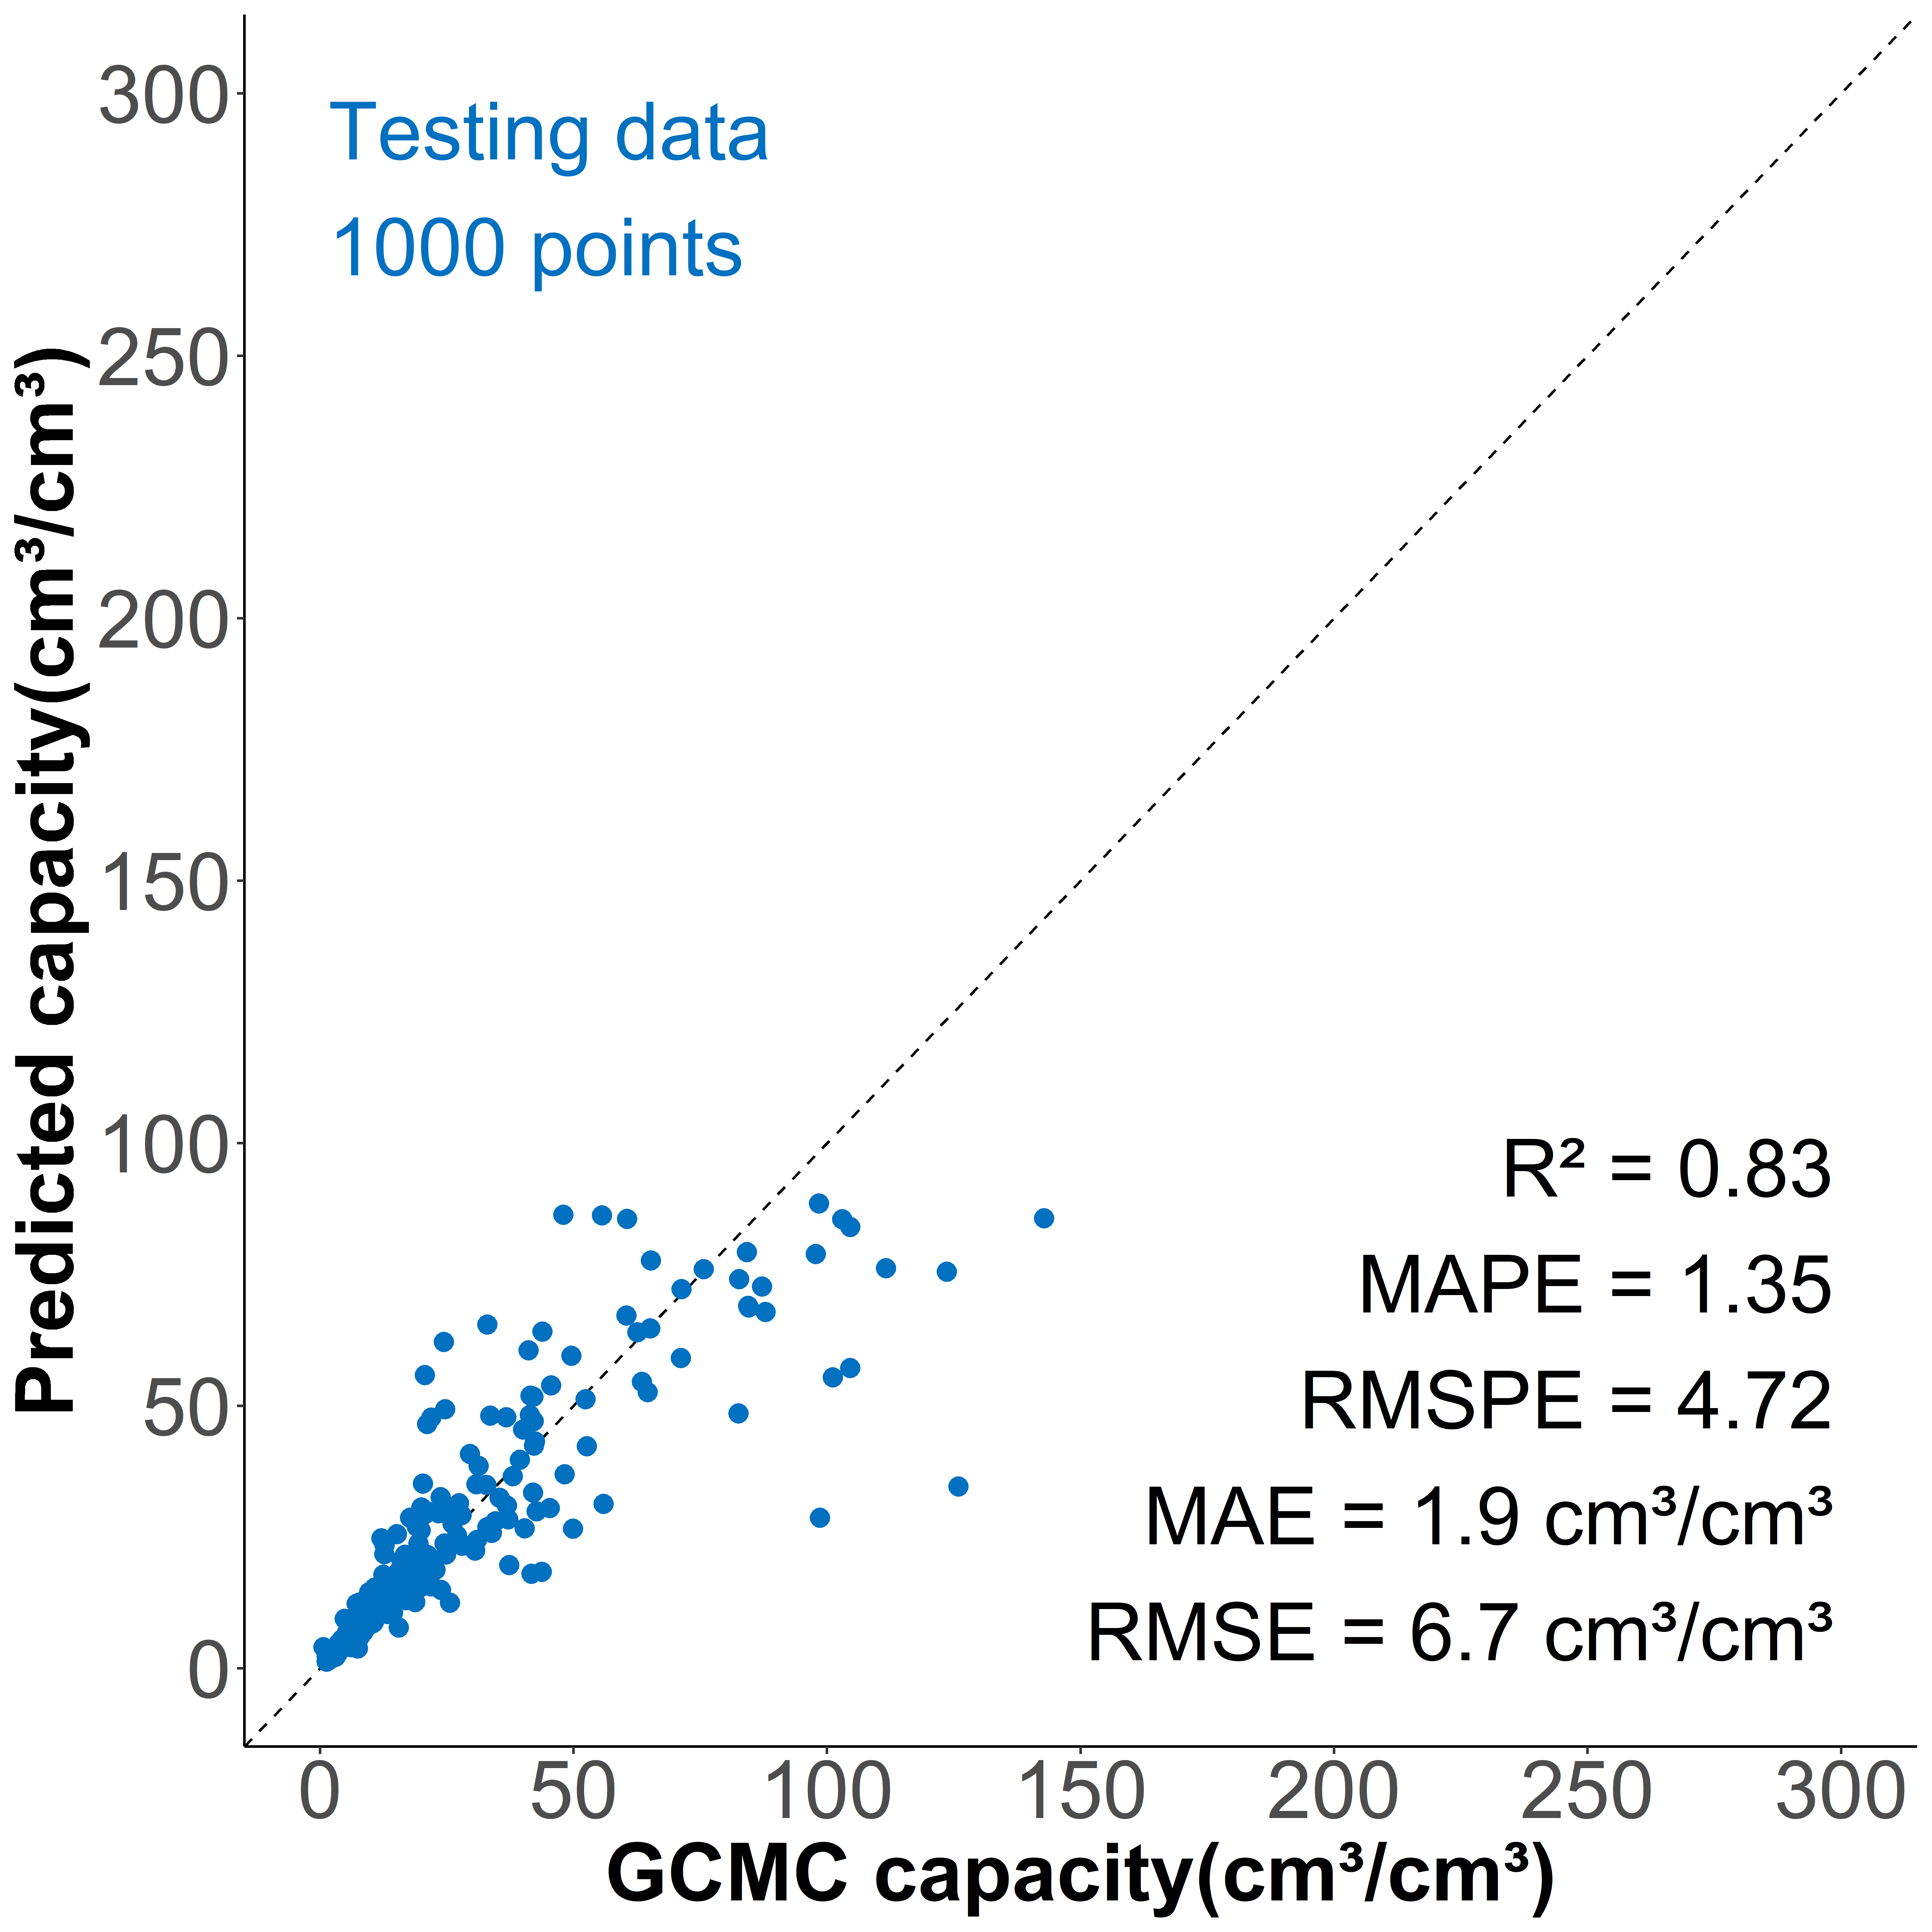 Testing data
1000 points
Predicted capacity(cm³/cm³)
300
250
200
150
100
50
0
R² = 0.83
MAPE = 1.35
RMSPE = 4.72
MAE = 1.9 cm³/cm³
RMSE = 6.7 cm³/cm³
0 50 100 150 200 250 300
GCMC capacity(cm³/cm³)